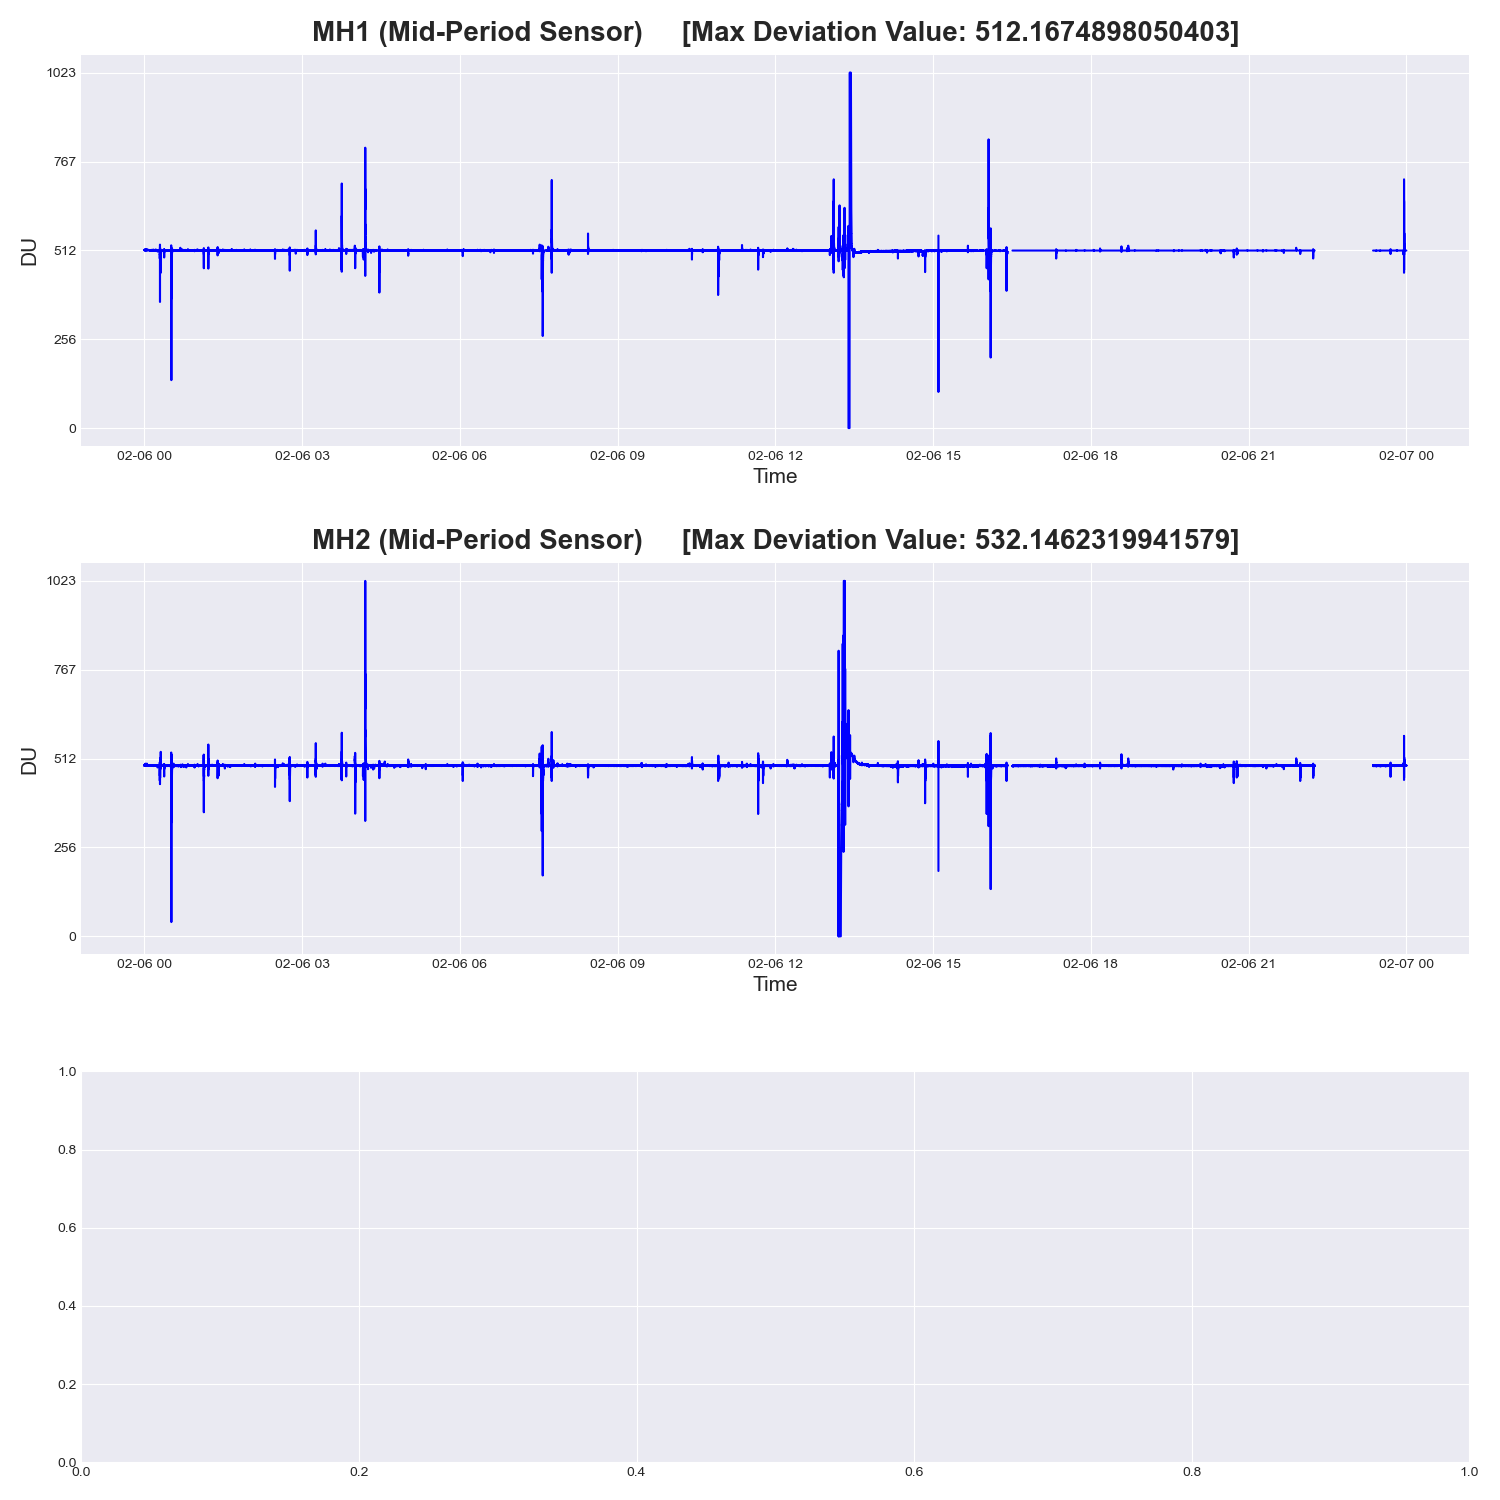 MH1 (Mid-Period Sensor) [Max Deviation Value: 512.1674898050403]
1023
767
512
256
0
DU
02-06 00 02-06 03 02-06 06 02-06 09 02-06 12 02-06 15 02-06 18 02-06 21 02-07 00
Time
MH2 (Mid-Period Sensor) [Max Deviation Value: 532.1462319941579]
1023
767
512
256
0
DU
02-06 00 02-06 03 02-06 06 02-06 09 02-06 12 02-06 15 02-06 18 02-06 21 02-07 00
Time
1.0
0.8
0.6
0.4
0.2
0.0
0.0 0.2 0.4 0.6 0.8 1.0